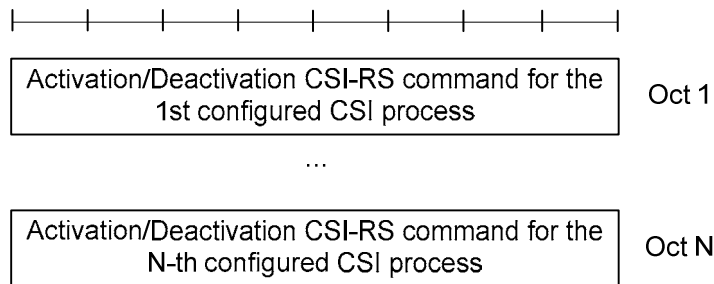 Activation/Deactivation CSI-RS command for the
1st configured CSI process
Oct 1
...
Activation/Deactivation CSI-RS command for the
N-th configured CSI process
Oct N